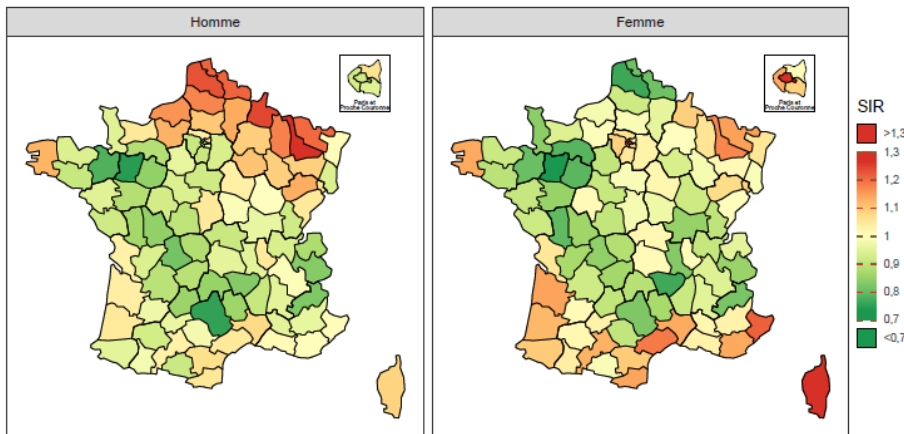 Homme
Femme
Paris et
Proche Couronne
Paris et
Proche Couronne
SIR
>1,3
1,3
1,2
1,1
1
0,9
0,8
0,7
<0,7